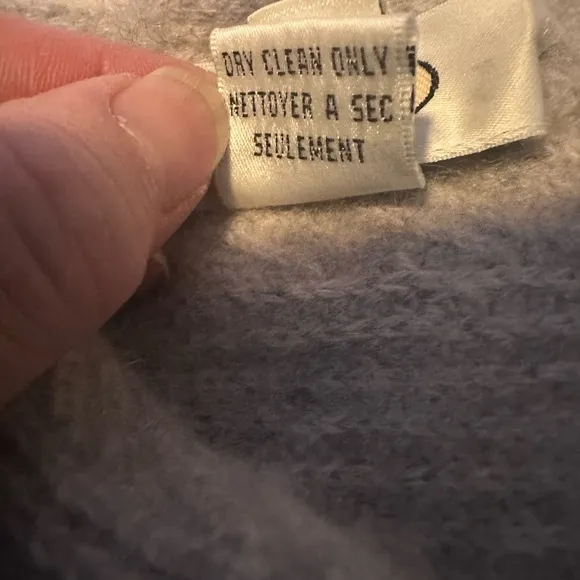 DRY CLEAN ONLY
NETTOYER A SEC
SEULEMENT